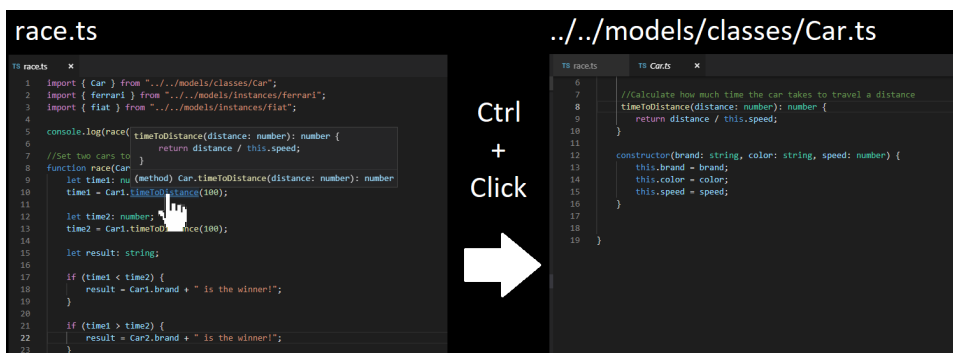 race.ts
TS race.ts ×
1 import { Car } from "../../models/classes/Car";
2 import { ferrari } from "../../models/instances/ferrari";
3 import { fiat } from "../../models/instances/fiat";
4
5 console.log(race(
6
7 //Set two cars to
8 function race(Car
9 let time1: nu
10 time1 = Car1.timeToDistance(100);
11
12 let time2: number;
13 time2 = Car1.timeToDistance(100);
14
15 let result: string;
16
17 if (time1 < time2) {
18 result = Car1.brand + " is the winner!";
19 }
20
21 if (time1 > time2) {
22 result = Car2.brand + " is the winner!";
23 }
timeToDistance(distance: number): number {
return distance / this.speed;
}
(method) Car.timeToDistance(distance: number): number
Ctrl
+
Click
../../models/classes/Car.ts
TS race.ts TS Car.ts ×
6
7 //Calculate how much time the car takes to travel a distance
8 timeToDistance(distance: number): number {
9 return distance / this.speed;
10 }
11
12 constructor(brand: string, color: string, speed: number) {
13 this.brand = brand;
14 this.color = color;
15 this.speed = speed;
16 }
17
18
19 }